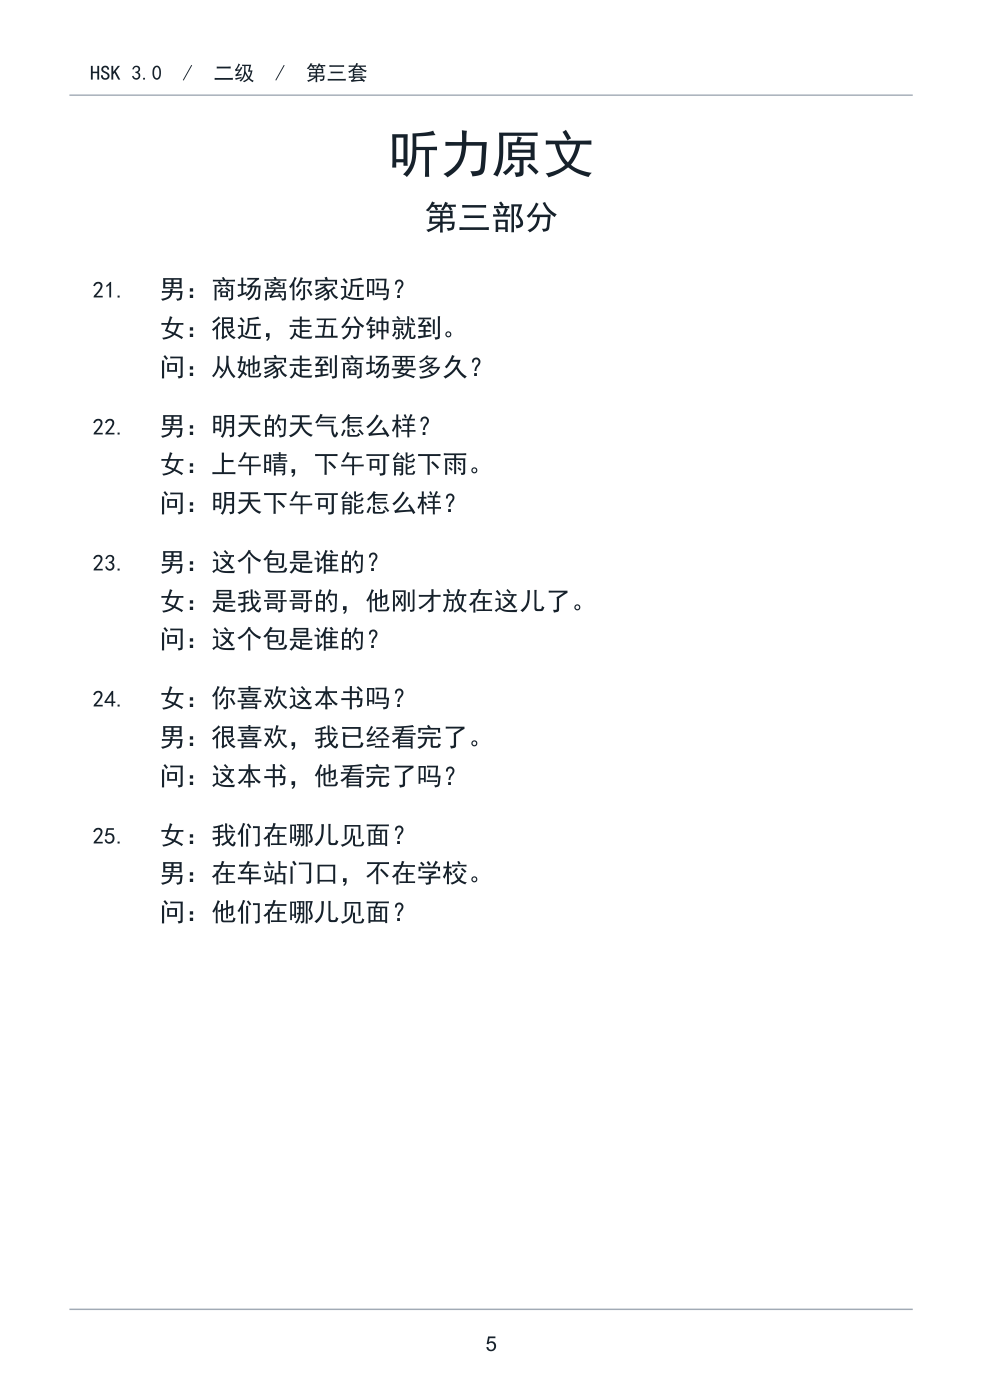 HSK 3.0 / 二级 / 第三套
听力原文
第三部分
21. 男：商场离你家近吗？
女：很近，走五分钟就到。
问：从她家走到商场要多久？
22. 男：明天的天气怎么样？
女：上午晴，下午可能下雨。
问：明天下午可能怎么样？
23. 男：这个包是谁的？
女：是我哥哥的，他刚才放在这儿了。
问：这个包是谁的？
24. 女：你喜欢这本书吗？
男：很喜欢，我已经看完了。
问：这本书，他看完了吗？
25. 女：我们在哪儿见面？
男：在车站门口，不在学校。
问：他们在哪儿见面？
5